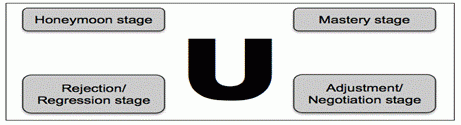 Honeymoon stage
Mastery stage
U
Rejection/
Regression stage
Adjustment/
Negotiation stage